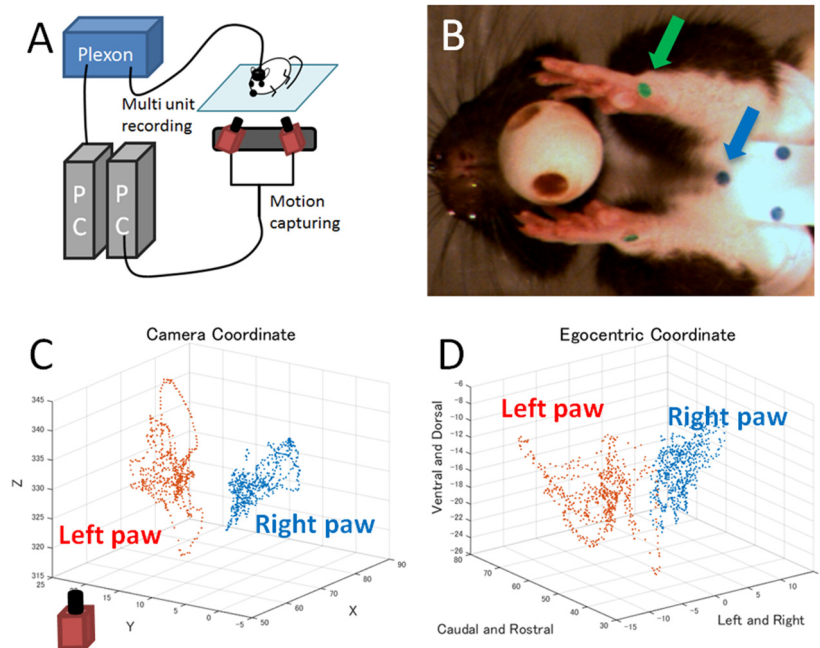 A
Plexon
Multi unit
recording
P
C
P
C
Motion
capturing
B
C
Camera Coordinate
345
340
335
330
325
320
315
Z
Left paw
Right paw
25
15
10
5
0
-5
Y
50
60
70
80
90
X
D
Egocentric Coordinate
-6
-8
-10
-12
-14
-16
-18
-20
-22
-24
-26
Ventral and Dorsal
Left paw
Right paw
80
70
60
50
40
30
Caudal and Rostral
-15
-10
-5
0
5
10
Left and Right